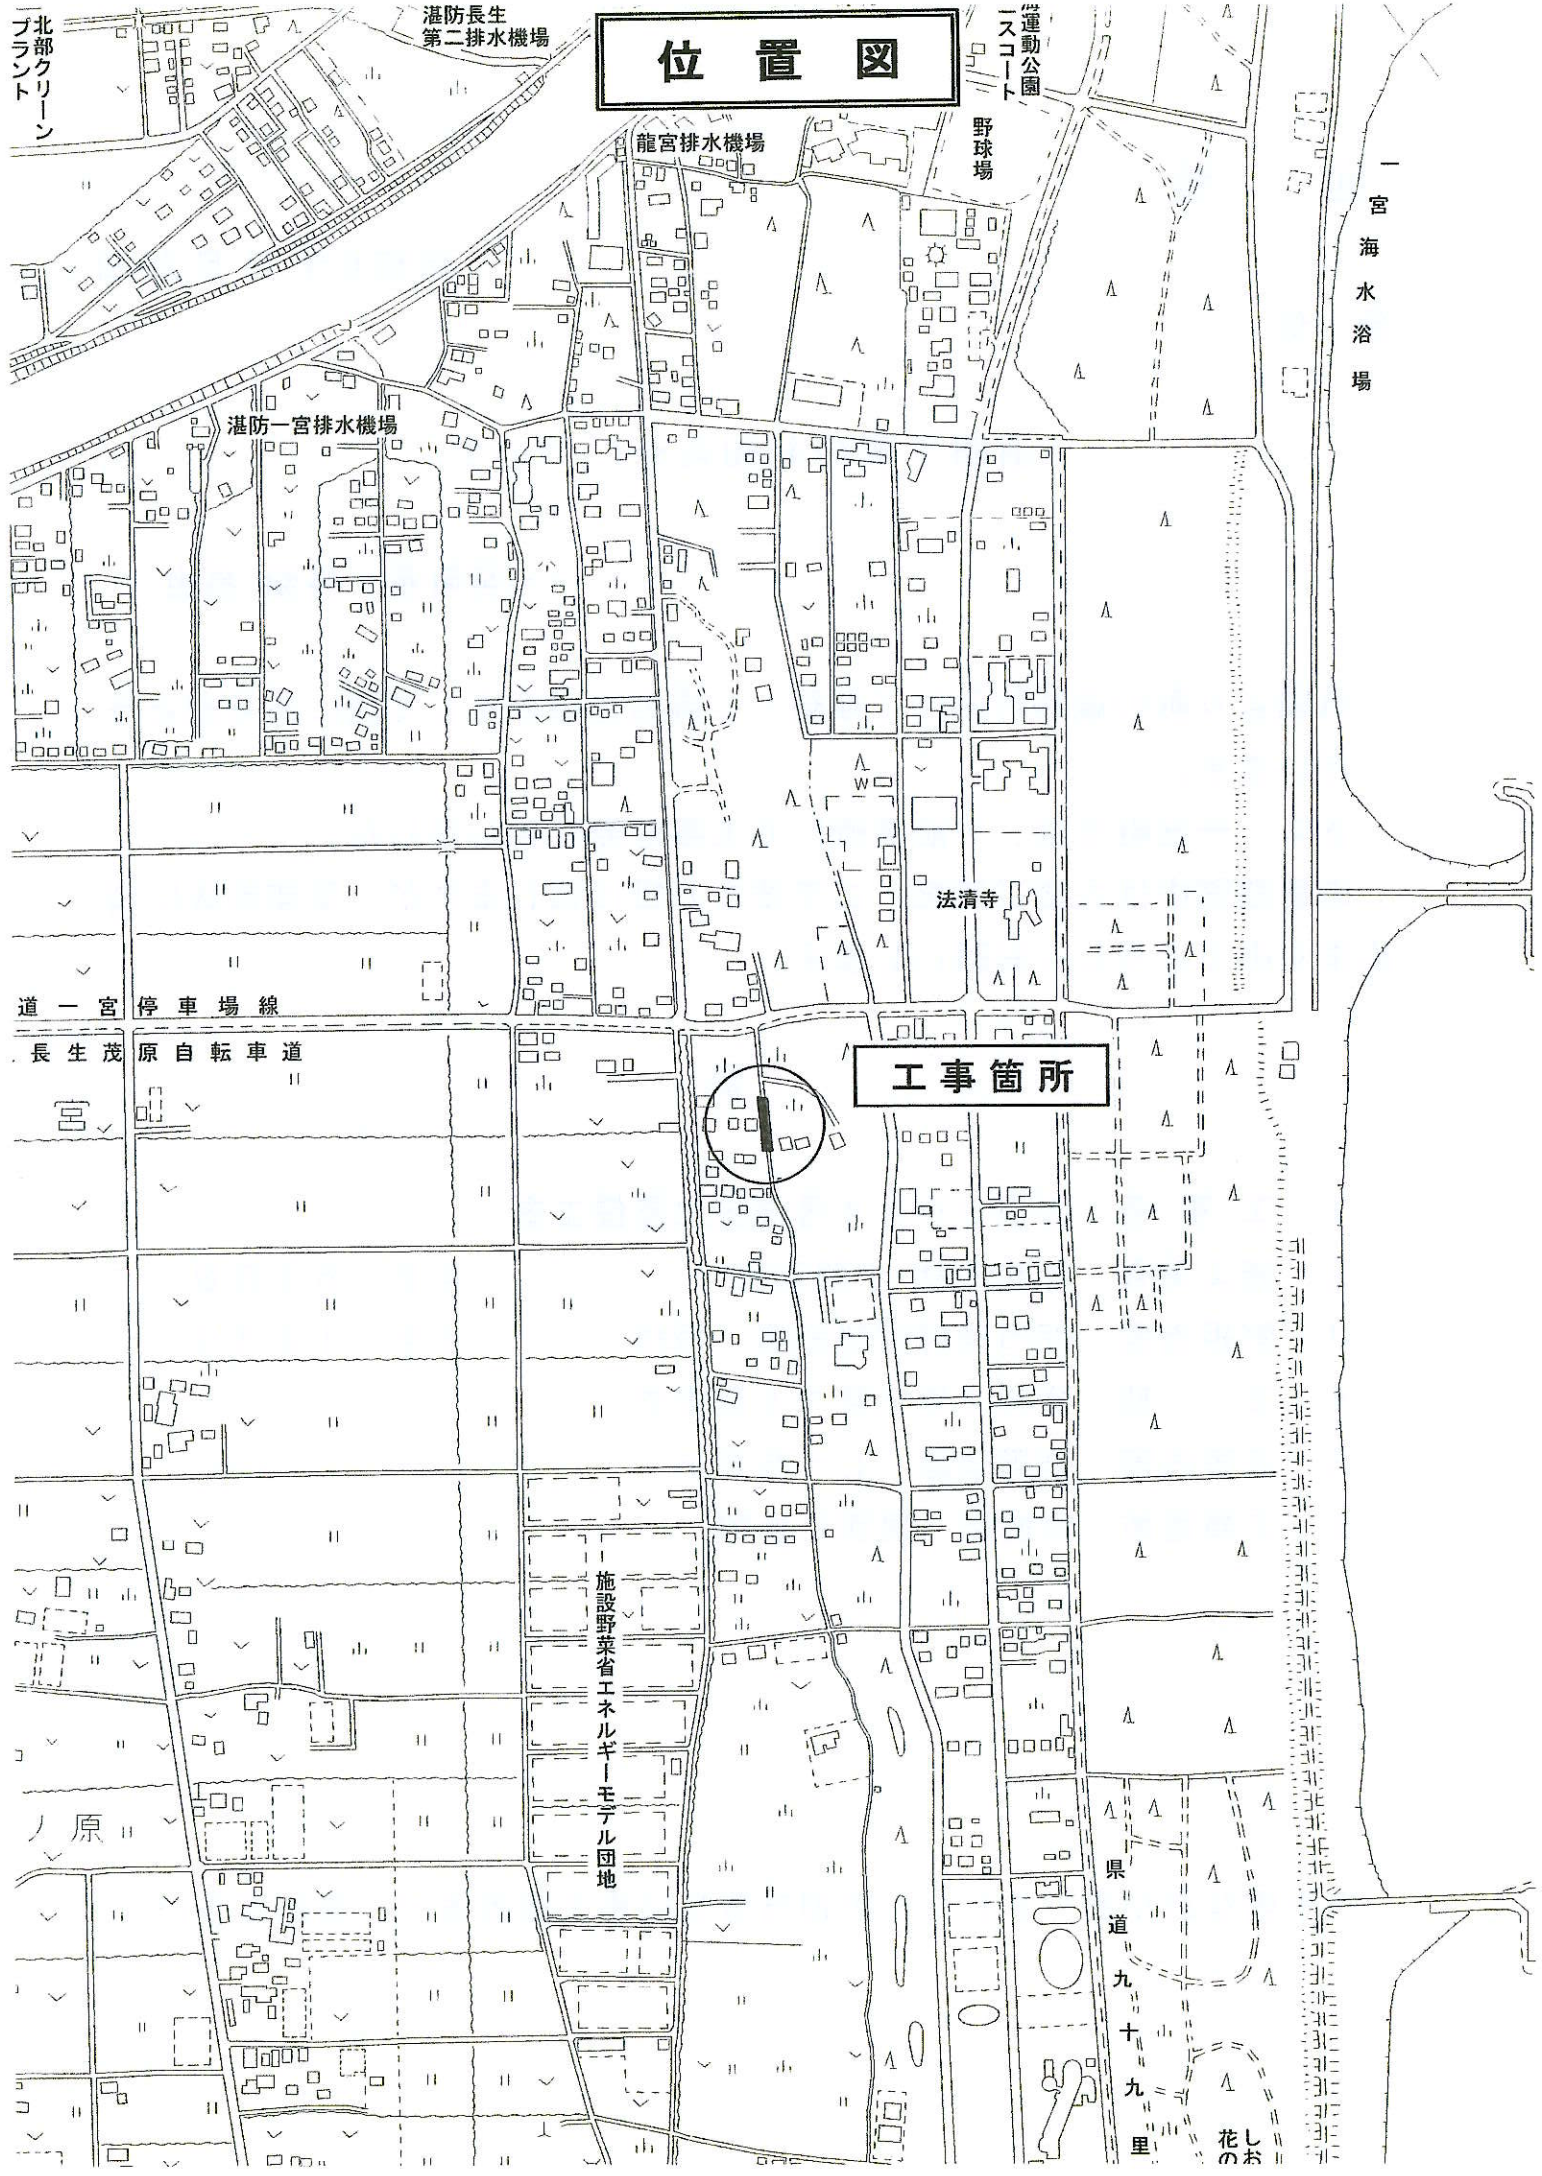 位置図
北部クリーン
プラント
湛防長生
第二排水機場
海運動公園
ースコート
龍宮排水機場
野球場
一宮海水浴場
湛防一宮排水機場
W
法清寺
道一宮停車場線
長生茂原自転車道
工事箇所
宮
施設野菜省エネルギーモデル団地
ノ原
県道九十九里
しお
花の